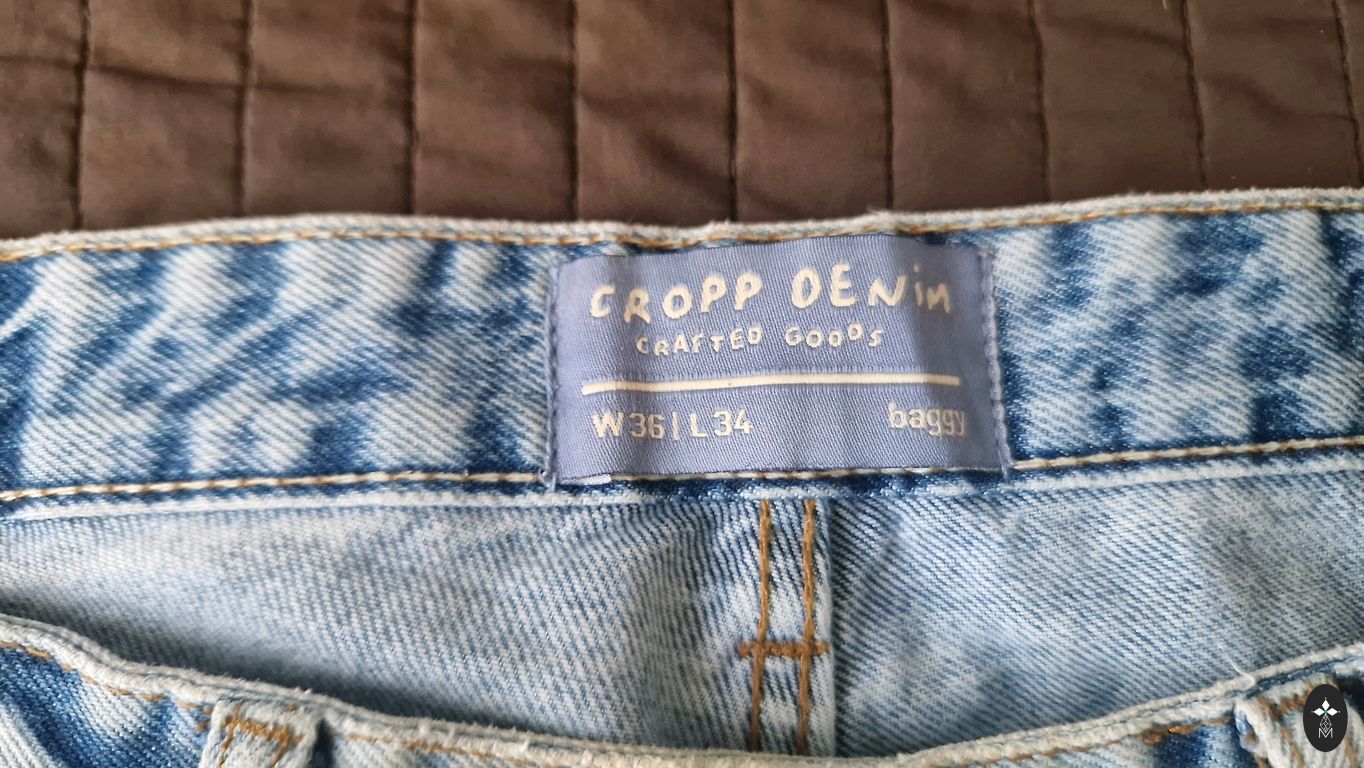 CROPP DENiM
CRAFTED GOODS
W36 | L34 baggy
M